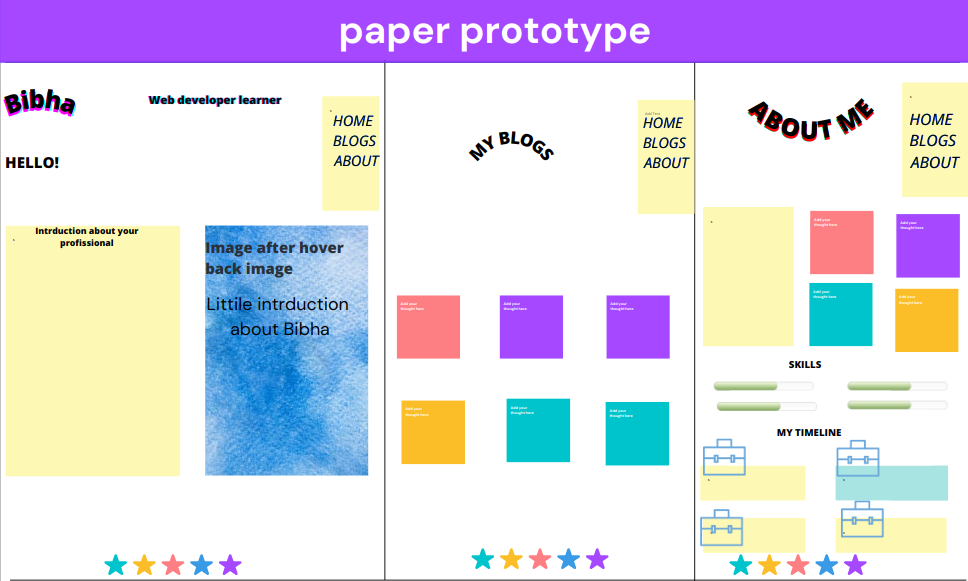 paper prototype
Bibha
Web developer learner
HOME
BLOGS
ABOUT
HELLO!
Intrduction about your
profissional
Image after hover
back image
Littile intrduction
about Bibha
MY BLOGS
HOME
BLOGS
ABOUT
Add your
thought here
Add your
thought here
Add your
thought here
Add your
thought here
Add your
thought here
Add your
thought here
ABOUT ME
HOME
BLOGS
ABOUT
Add your
thought here
Add your
thought here
Add your
thought here
Add your
thought here
SKILLS
MY TIMELINE